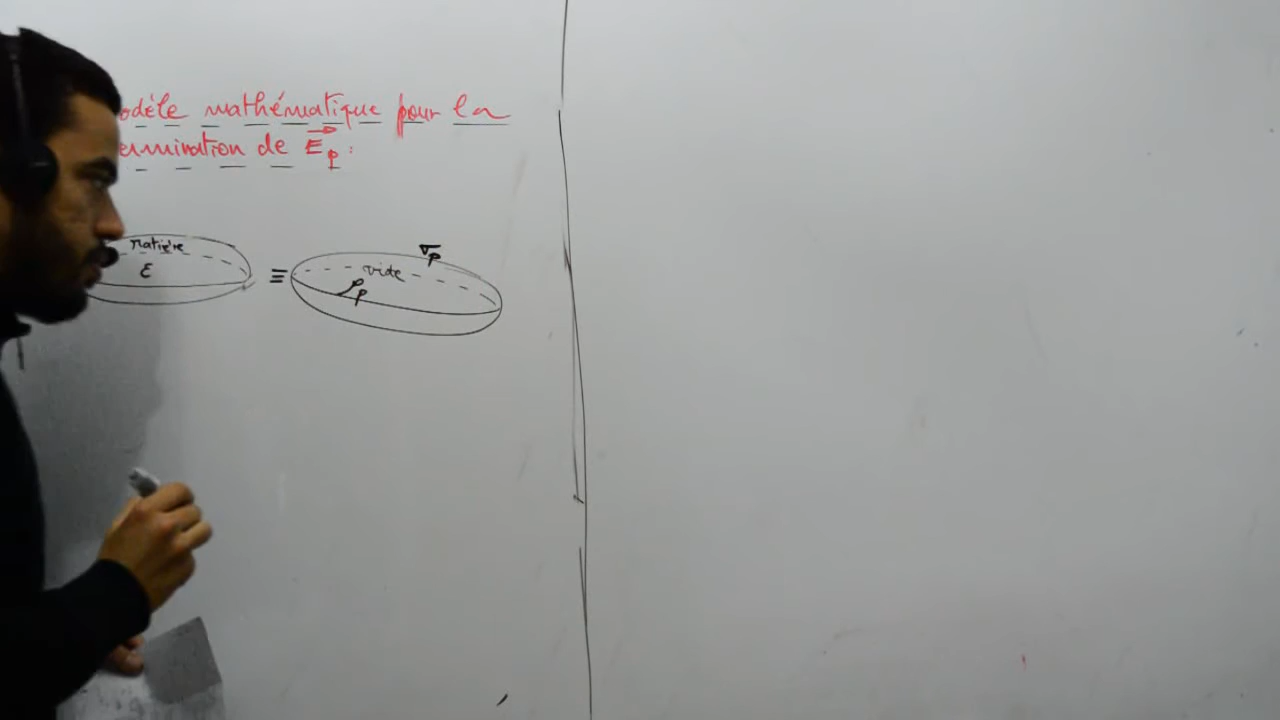 odèle mathématique pour la
ermination de E⃗p.
matière
ε
≡
σp
vide
ρp